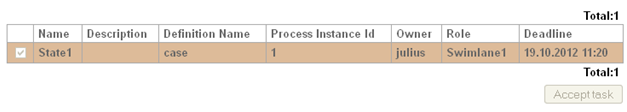 Total:1
Name Description Definition Name Process Instance Id Owner Role Deadline
State1 case 1 julius Swimlane1 19.10.2012 11:20
Total:1
Accept task